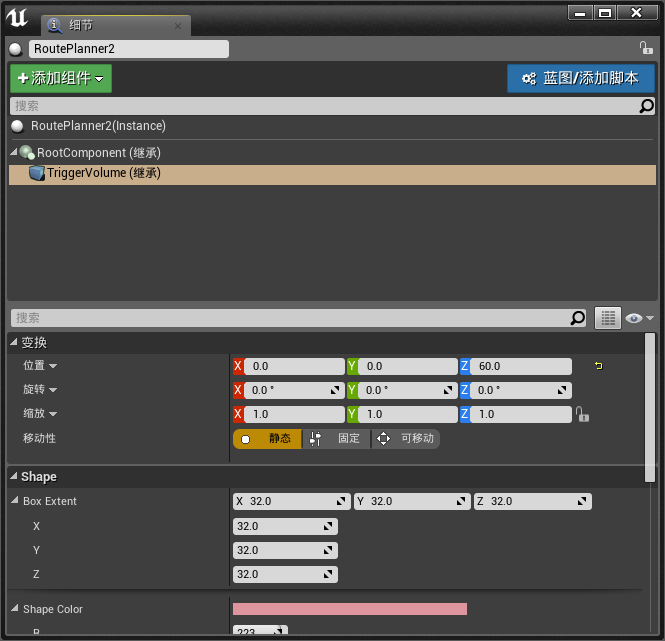 细节
RoutePlanner2
添加组件
蓝图/添加脚本
搜索
RoutePlanner2(Instance)
RootComponent (继承)
TriggerVolume (继承)
搜索
变换
位置 X 0.0 Y 0.0 Z 60.0
旋转 X 0.0 ° Y 0.0 ° Z 0.0 °
缩放 X 1.0 Y 1.0 Z 1.0
移动性 静态 固定 可移动
Shape
Box Extent X 32.0 Y 32.0 Z 32.0
X 32.0
Y 32.0
Z 32.0
Shape Color
223